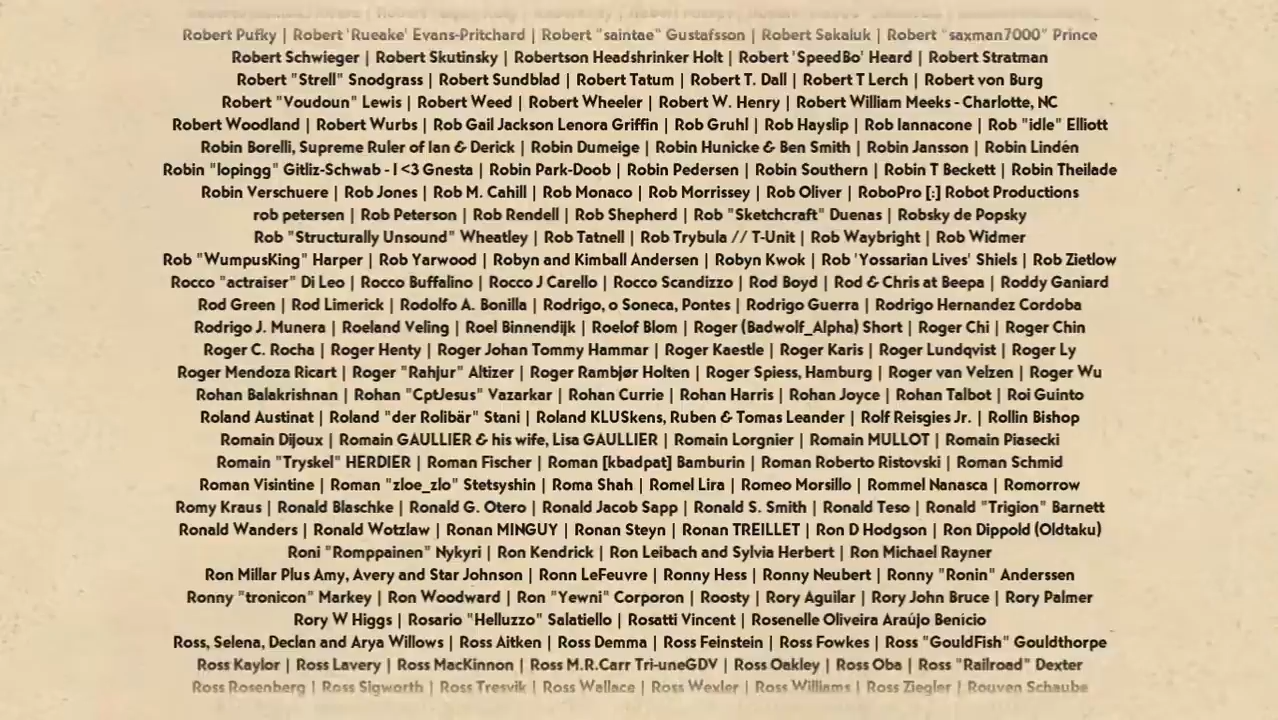 Robert Pufky | Robert 'Rueake' Evans-Pritchard | Robert "saintae" Gustafsson | Robert Sakaluk | Robert "saxman7000" Prince
Robert Schwieger | Robert Skutinsky | Robertson Headshrinker Holt | Robert 'SpeedBo' Heard | Robert Stratman
Robert "Strell" Snodgrass | Robert Sundblad | Robert Tatum | Robert T. Dall | Robert T Lerch | Robert von Burg
Robert "Voudoun" Lewis | Robert Weed | Robert Wheeler | Robert W. Henry | Robert William Meeks - Charlotte, NC
Robert Woodland | Robert Wurbs | Rob Gail Jackson Lenora Griffin | Rob Gruhl | Rob Hayslip | Rob Iannacone | Rob "idle" Elliott
Robin Borelli, Supreme Ruler of Ian & Derick | Robin Dumeige | Robin Hunicke & Ben Smith | Robin Jansson | Robin Lindén
Robin "lopingg" Gitliz-Schwab - I <3 Gnesta | Robin Park-Doob | Robin Pedersen | Robin Southern | Robin T Beckett | Robin Theilade
Robin Verschuere | Rob Jones | Rob M. Cahill | Rob Monaco | Rob Morrissey | Rob Oliver | RoboPro [:] Robot Productions
rob petersen | Rob Peterson | Rob Rendell | Rob Shepherd | Rob "Sketchcraft" Duenas | Robsky de Popsky
Rob "Structurally Unsound" Wheatley | Rob Tatnell | Rob Trybula // T-Unit | Rob Waybright | Rob Widmer
Rob "WumpusKing" Harper | Rob Yarwood | Robyn and Kimball Andersen | Robyn Kwok | Rob 'Yossarian Lives' Shiels | Rob Zietlow
Rocco "actraiser" Di Leo | Rocco Buffalino | Rocco J Carello | Rocco Scandizzo | Rod Boyd | Rod & Chris at Beepa | Roddy Ganiard
Rod Green | Rod Limerick | Rodolfo A. Bonilla | Rodrigo, o Soneca, Pontes | Rodrigo Guerra | Rodrigo Hernandez Cordoba
Rodrigo J. Munera | Roeland Veling | Roel Binnendijk | Roelof Blom | Roger (Badwolf_Alpha) Short | Roger Chi | Roger Chin
Roger C. Rocha | Roger Henty | Roger Johan Tommy Hammar | Roger Kaestle | Roger Karis | Roger Lundqvist | Roger Ly
Roger Mendoza Ricart | Roger "Rahjur" Altizer | Roger Rambjør Holten | Roger Spiess, Hamburg | Roger van Velzen | Roger Wu
Rohan Balakrishnan | Rohan "CptJesus" Vazarkar | Rohan Currie | Rohan Harris | Rohan Joyce | Rohan Talbot | Roi Guinto
Roland Austinat | Roland "der Rolibär" Stani | Roland KLUSkens, Ruben & Tomas Leander | Rolf Reisgies Jr. | Rollin Bishop
Romain Dijoux | Romain GAULLIER & his wife, Lisa GAULLIER | Romain Lorgnier | Romain MULLOT | Romain Piasecki
Romain "Tryskel" HERDIER | Roman Fischer | Roman [kbadpat] Bamburin | Roman Roberto Ristovski | Roman Schmid
Roman Visintine | Roman "zloe_zlo" Stetsyshin | Roma Shah | Romel Lira | Romeo Morsillo | Rommel Nanasca | Romorrow
Romy Kraus | Ronald Blaschke | Ronald G. Otero | Ronald Jacob Sapp | Ronald S. Smith | Ronald Teso | Ronald "Trigion" Barnett
Ronald Wanders | Ronald Wotzlaw | Ronan MINGUY | Ronan Steyn | Ronan TREILLET | Ron D Hodgson | Ron Dippold (Oldtaku)
Roni "Romppainen" Nykyri | Ron Kendrick | Ron Leibach and Sylvia Herbert | Ron Michael Rayner
Ron Millar Plus Amy, Avery and Star Johnson | Ronn LeFeuvre | Ronny Hess | Ronny Neubert | Ronny "Ronin" Anderssen
Ronny "tronicon" Markey | Ron Woodward | Ron "Yewni" Corporon | Roosty | Rory Aguilar | Rory John Bruce | Rory Palmer
Rory W Higgs | Rosario "Helluzzo" Salatiello | Rosatti Vincent | Rosenelle Oliveira Araújo Benício
Ross, Selena, Declan and Arya Willows | Ross Aitken | Ross Demma | Ross Feinstein | Ross Fowkes | Ross "GouldFish" Gouldthorpe
Ross Kaylor | Ross Lavery | Ross MacKinnon | Ross M.R.Carr Tri-uneGDV | Ross Oakley | Ross Oba | Ross "Railroad" Dexter
Ross Rosenberg | Ross Sigworth | Ross Tresvik | Ross Wallace | Ross Wexler | Ross Williams | Ross Ziegler | Rouven Schaube